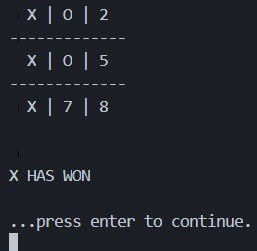 X | O | 2
-------------
X | O | 5
-------------
X | 7 | 8
X HAS WON
...press enter to continue.